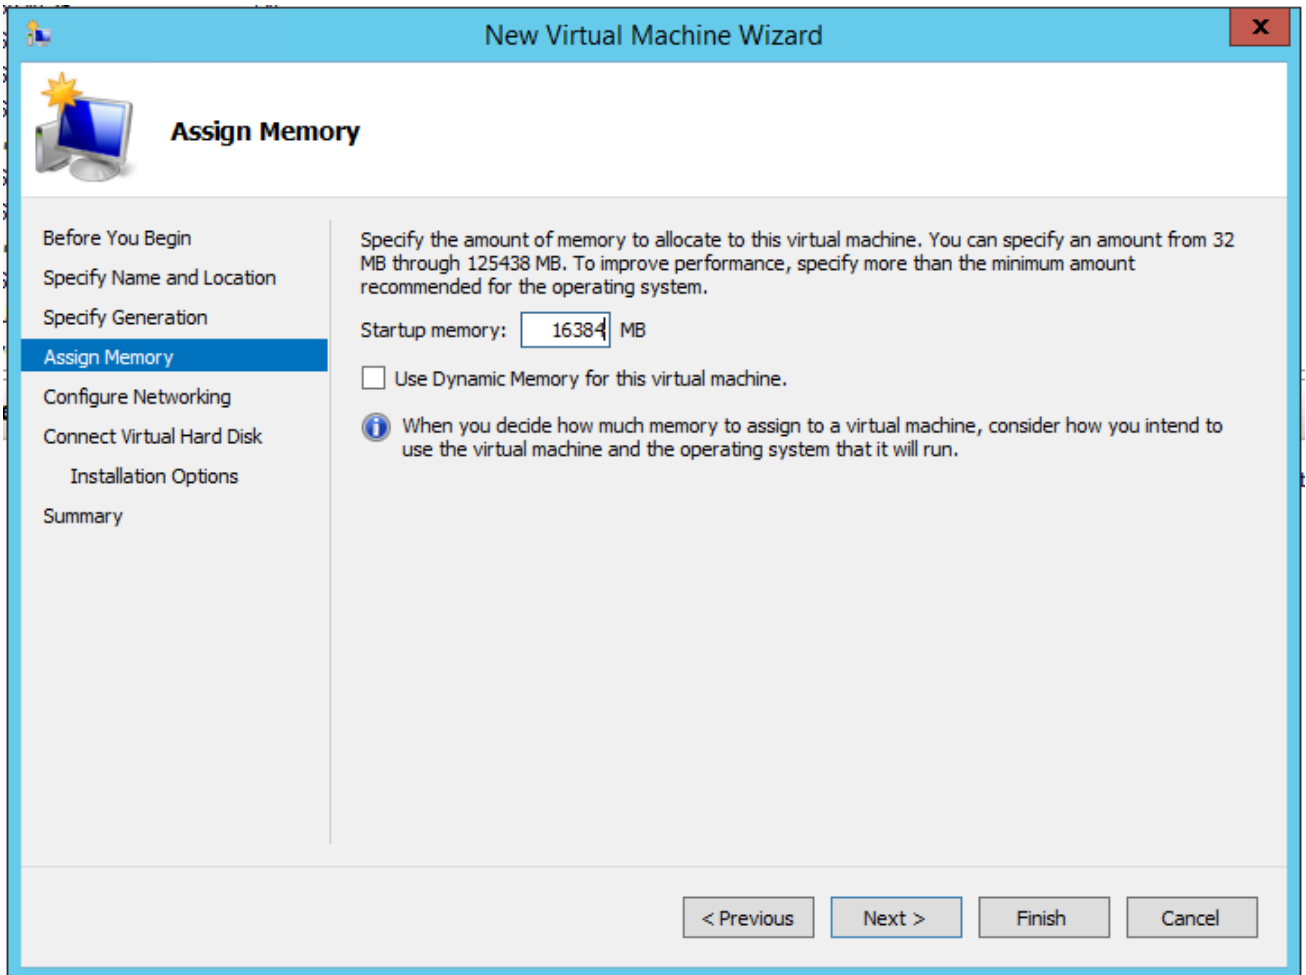 New Virtual Machine Wizard
x
Assign Memory
Before You Begin
Specify Name and Location
Specify Generation
Assign Memory
Configure Networking
Connect Virtual Hard Disk
Installation Options
Summary
Specify the amount of memory to allocate to this virtual machine. You can specify an amount from 32
MB through 125438 MB. To improve performance, specify more than the minimum amount
recommended for the operating system.
Startup memory: 16384 MB
Use Dynamic Memory for this virtual machine.
When you decide how much memory to assign to a virtual machine, consider how you intend to
use the virtual machine and the operating system that it will run.
< Previous Next > Finish Cancel